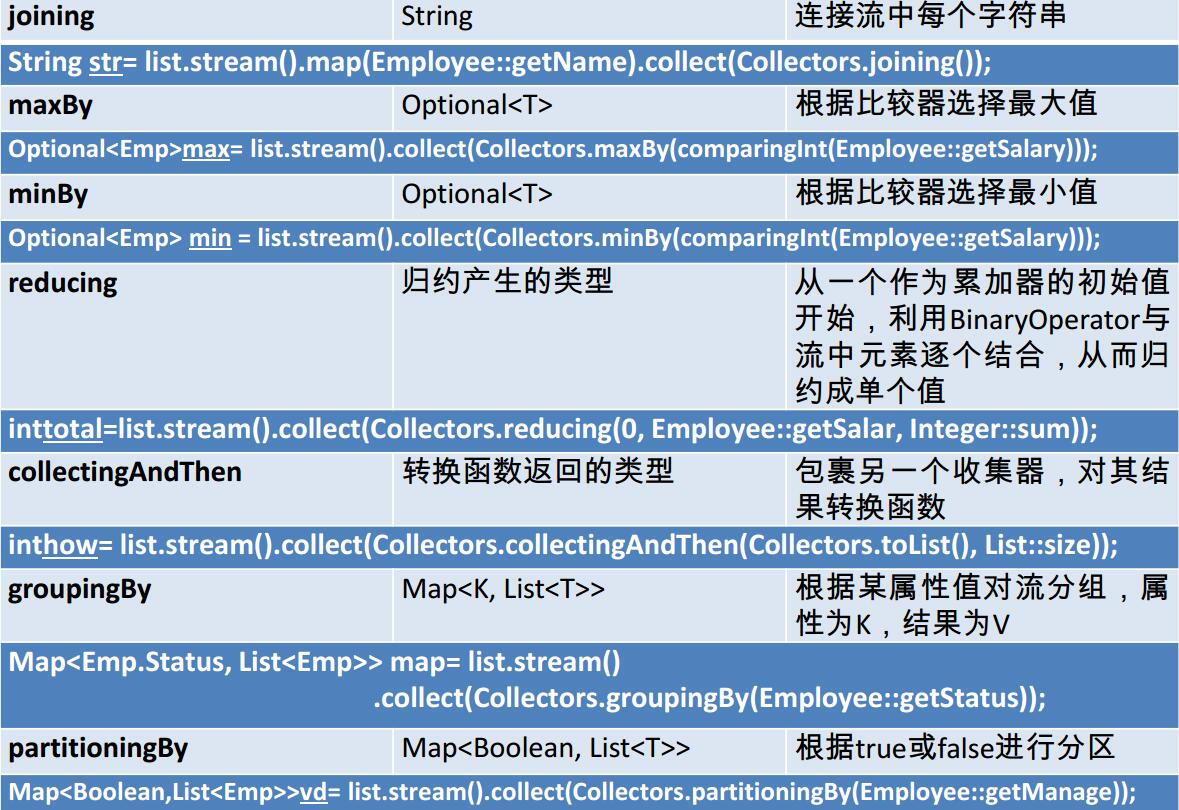 joining String 连接流中每个字符串
String str= list.stream().map(Employee::getName).collect(Collectors.joining());
maxBy Optional<T> 根据比较器选择最大值
Optional<Emp>max= list.stream().collect(Collectors.maxBy(comparingInt(Employee::getSalary)));
minBy Optional<T> 根据比较器选择最小值
Optional<Emp> min = list.stream().collect(Collectors.minBy(comparingInt(Employee::getSalary)));
reducing 归约产生的类型 从一个作为累加器的初始值
开始，利用BinaryOperator与
流中元素逐个结合，从而归
约成单个值
inttotal=list.stream().collect(Collectors.reducing(0, Employee::getSalar, Integer::sum));
collectingAndThen 转换函数返回的类型 包裹另一个收集器，对其结
果转换函数
inthow= list.stream().collect(Collectors.collectingAndThen(Collectors.toList(), List::size));
groupingBy Map<K, List<T>> 根据某属性值对流分组，属
性为K，结果为V
Map<Emp.Status, List<Emp>> map= list.stream()
.collect(Collectors.groupingBy(Employee::getStatus));
partitioningBy Map<Boolean, List<T>> 根据true或false进行分区
Map<Boolean,List<Emp>>vd= list.stream().collect(Collectors.partitioningBy(Employee::getManage));